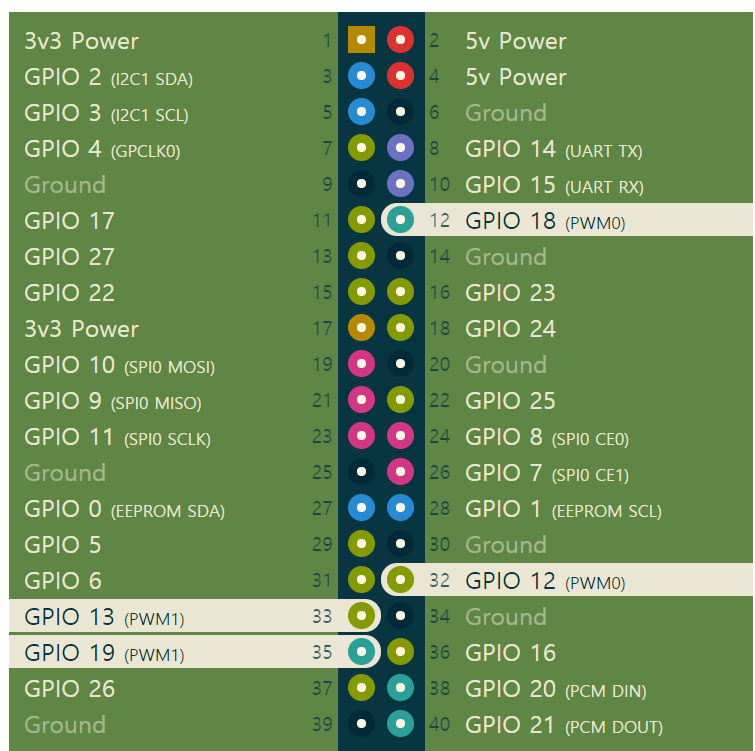 3v3 Power 1 2 5v Power
GPIO 2 (I2C1 SDA) 3 4 5v Power
GPIO 3 (I2C1 SCL) 5 6 Ground
GPIO 4 (GPCLK0) 7 8 GPIO 14 (UART TX)
Ground 9 10 GPIO 15 (UART RX)
GPIO 17 11 12 GPIO 18 (PWM0)
GPIO 27 13 14 Ground
GPIO 22 15 16 GPIO 23
3v3 Power 17 18 GPIO 24
GPIO 10 (SPI0 MOSI) 19 20 Ground
GPIO 9 (SPI0 MISO) 21 22 GPIO 25
GPIO 11 (SPI0 SCLK) 23 24 GPIO 8 (SPI0 CE0)
Ground 25 26 GPIO 7 (SPI0 CE1)
GPIO 0 (EEPROM SDA) 27 28 GPIO 1 (EEPROM SCL)
GPIO 5 29 30 Ground
GPIO 6 31 32 GPIO 12 (PWM0)
GPIO 13 (PWM1) 33 34 Ground
GPIO 19 (PWM1) 35 36 GPIO 16
GPIO 26 37 38 GPIO 20 (PCM DIN)
Ground 39 40 GPIO 21 (PCM DOUT)